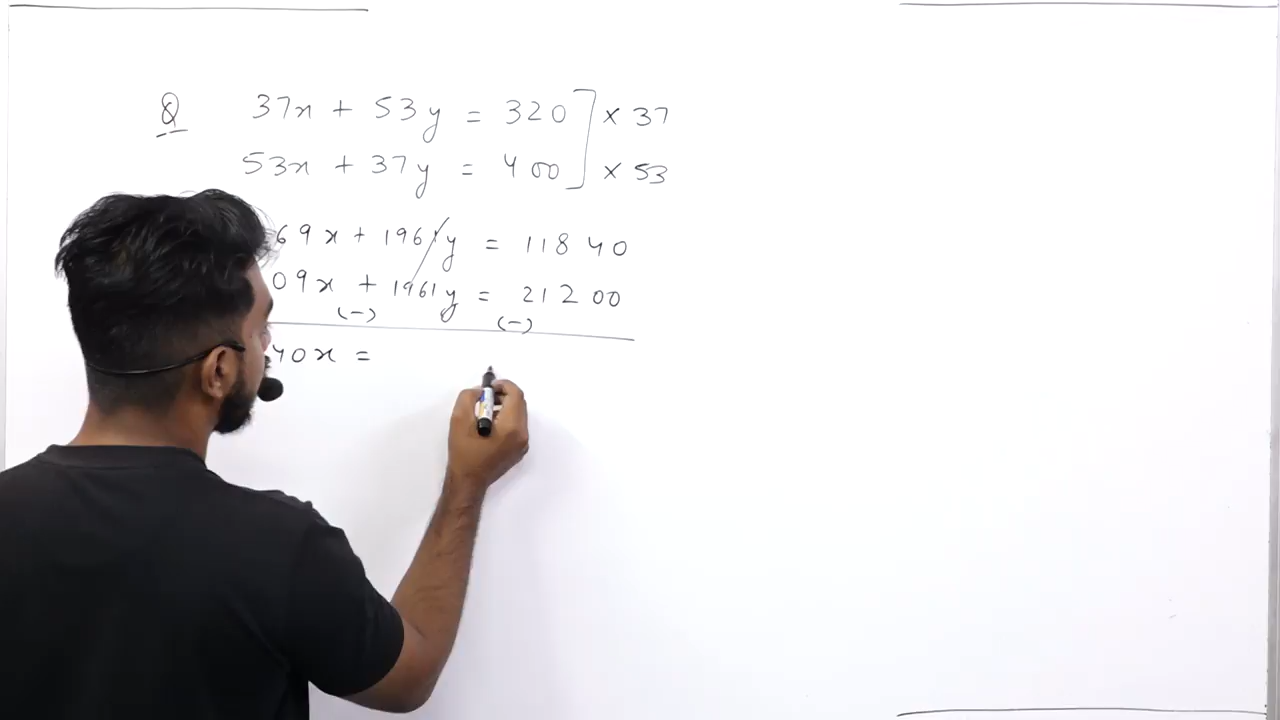 Q 37x + 53y = 320 ] × 37
53x + 37y = 400 × 53
69x + 1961y = 11840
09x + 1961y = 21200
(-) (-)
40x =